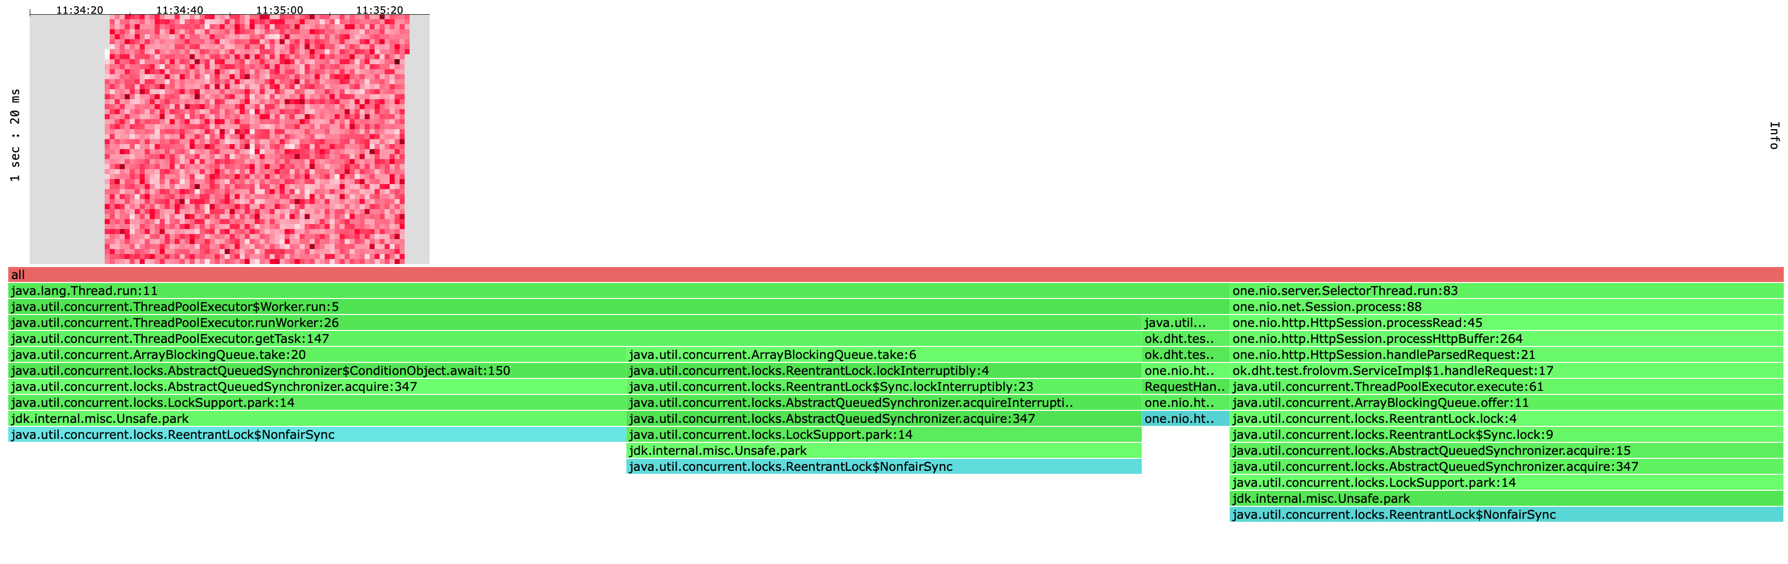 11:34:20 11:34:40 11:35:00 11:35:20
1 sec : 20 ms
Info
all
java.lang.Thread.run:11 one.nio.server.SelectorThread.run:83
java.util.concurrent.ThreadPoolExecutor$Worker.run:5 one.nio.net.Session.process:88
java.util.concurrent.ThreadPoolExecutor.runWorker:26 java.util... one.nio.http.HttpSession.processRead:45
java.util.concurrent.ThreadPoolExecutor.getTask:147 ok.dht.tes.. one.nio.http.HttpSession.processHttpBuffer:264
java.util.concurrent.ArrayBlockingQueue.take:20 java.util.concurrent.ArrayBlockingQueue.take:6 ok.dht.tes.. one.nio.http.HttpSession.handleParsedRequest:21
java.util.concurrent.locks.AbstractQueuedSynchronizer$ConditionObject.await:150 java.util.concurrent.locks.ReentrantLock.lockInterruptibly:4 one.nio.ht.. ok.dht.test.frolovm.ServiceImpl$1.handleRequest:17
java.util.concurrent.locks.AbstractQueuedSynchronizer.acquire:347 java.util.concurrent.locks.ReentrantLock$Sync.lockInterruptibly:23 RequestHan.. java.util.concurrent.ThreadPoolExecutor.execute:61
java.util.concurrent.locks.LockSupport.park:14 java.util.concurrent.locks.AbstractQueuedSynchronizer.acquireInterrupti.. one.nio.ht.. java.util.concurrent.ArrayBlockingQueue.offer:11
jdk.internal.misc.Unsafe.park java.util.concurrent.locks.AbstractQueuedSynchronizer.acquire:347 one.nio.ht.. java.util.concurrent.locks.ReentrantLock.lock:4
java.util.concurrent.locks.ReentrantLock$NonfairSync java.util.concurrent.locks.LockSupport.park:14 java.util.concurrent.locks.ReentrantLock$Sync.lock:9
jdk.internal.misc.Unsafe.park java.util.concurrent.locks.AbstractQueuedSynchronizer.acquire:15
java.util.concurrent.locks.ReentrantLock$NonfairSync java.util.concurrent.locks.AbstractQueuedSynchronizer.acquire:347
java.util.concurrent.locks.LockSupport.park:14
jdk.internal.misc.Unsafe.park
java.util.concurrent.locks.ReentrantLock$NonfairSync